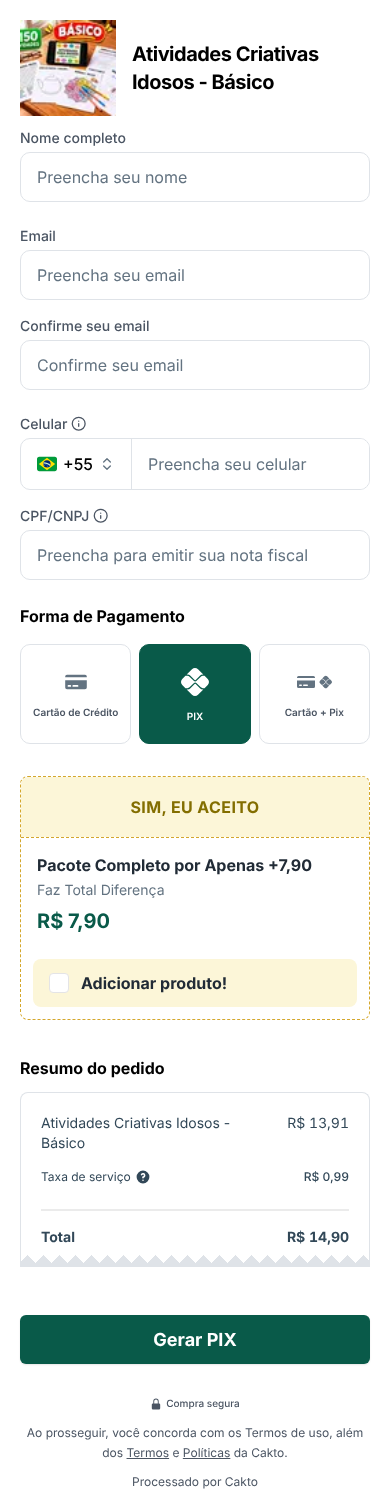 150
BÁSICO
Atividades Criativas
Idosos - Básico
Nome completo
Preencha seu nome
Email
Preencha seu email
Confirme seu email
Confirme seu email
Celular
+55 Preencha seu celular
CPF/CNPJ
Preencha para emitir sua nota fiscal
Forma de Pagamento
Cartão de Crédito
PIX
Cartão + Pix
SIM, EU ACEITO
Pacote Completo por Apenas +7,90
Faz Total Diferença
R$ 7,90
Adicionar produto!
Resumo do pedido
Atividades Criativas Idosos - R$ 13,91
Básico
Taxa de serviço R$ 0,99
Total R$ 14,90
Gerar PIX
Compra segura
Ao prosseguir, você concorda com os Termos de uso, além
dos Termos e Políticas da Cakto.
Processado por Cakto